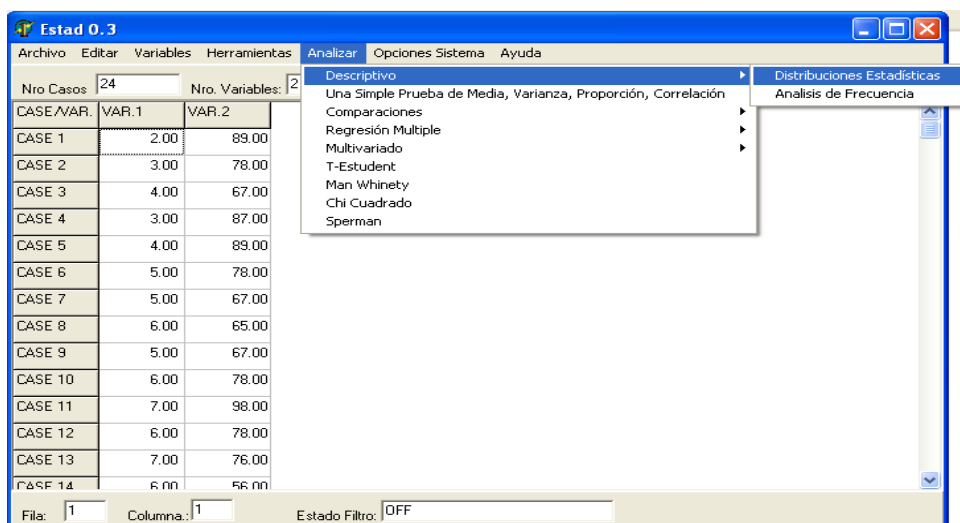 Estad 0.3
Archivo Editar Variables Herramientas Analizar Opciones Sistema Ayuda
Nro Casos 24 Nro. Variables: 2
Descriptivo
Una Simple Prueba de Media, Varianza, Proporción, Correlación
Comparaciones
Regresión Multiple
Multivariado
T-Estudent
Man Whinety
Chi Cuadrado
Sperman
Distribuciones Estadísticas
Analisis de Frecuencia
CASE/VAR. VAR.1 VAR.2
CASE 1 2.00 89.00
CASE 2 3.00 78.00
CASE 3 4.00 67.00
CASE 4 3.00 87.00
CASE 5 4.00 89.00
CASE 6 5.00 78.00
CASE 7 5.00 67.00
CASE 8 6.00 65.00
CASE 9 5.00 67.00
CASE 10 6.00 78.00
CASE 11 7.00 98.00
CASE 12 6.00 78.00
CASE 13 7.00 76.00
CASE 14 6.00 56.00
Fila: 1 Columna.: 1 Estado Filtro: OFF